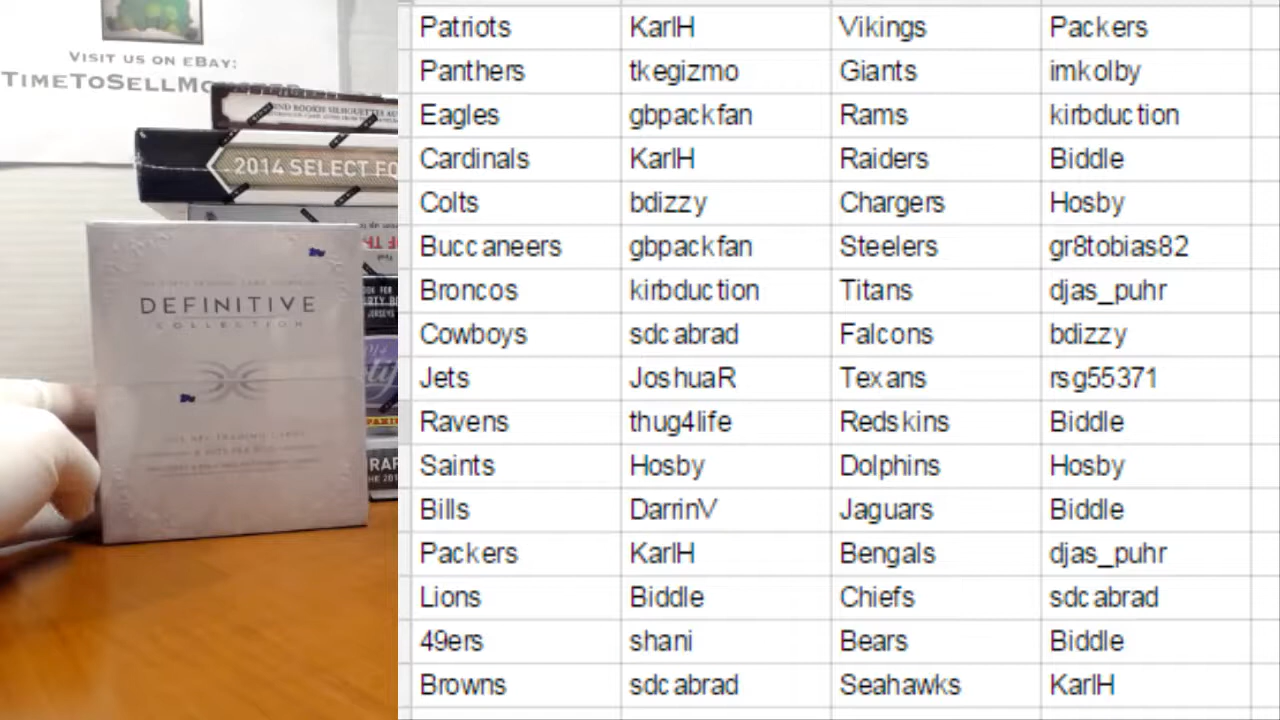 VISIT US ON EBAY:
TIMETOSELLMO
2014 SELECT FO
DEFINITIVE
COLLECTION
Patriots KarlH Vikings Packers
Panthers tkegizmo Giants imkolby
Eagles gbpackfan Rams kirbduction
Cardinals KarlH Raiders Biddle
Colts bdizzy Chargers Hosby
Buccaneers gbpackfan Steelers gr8tobias82
Broncos kirbduction Titans djas_puhr
Cowboys sdcabrad Falcons bdizzy
Jets JoshuaR Texans rsg55371
Ravens thug4life Redskins Biddle
Saints Hosby Dolphins Hosby
Bills DarrinV Jaguars Biddle
Packers KarlH Bengals djas_puhr
Lions Biddle Chiefs sdcabrad
49ers shani Bears Biddle
Browns sdcabrad Seahawks KarlH